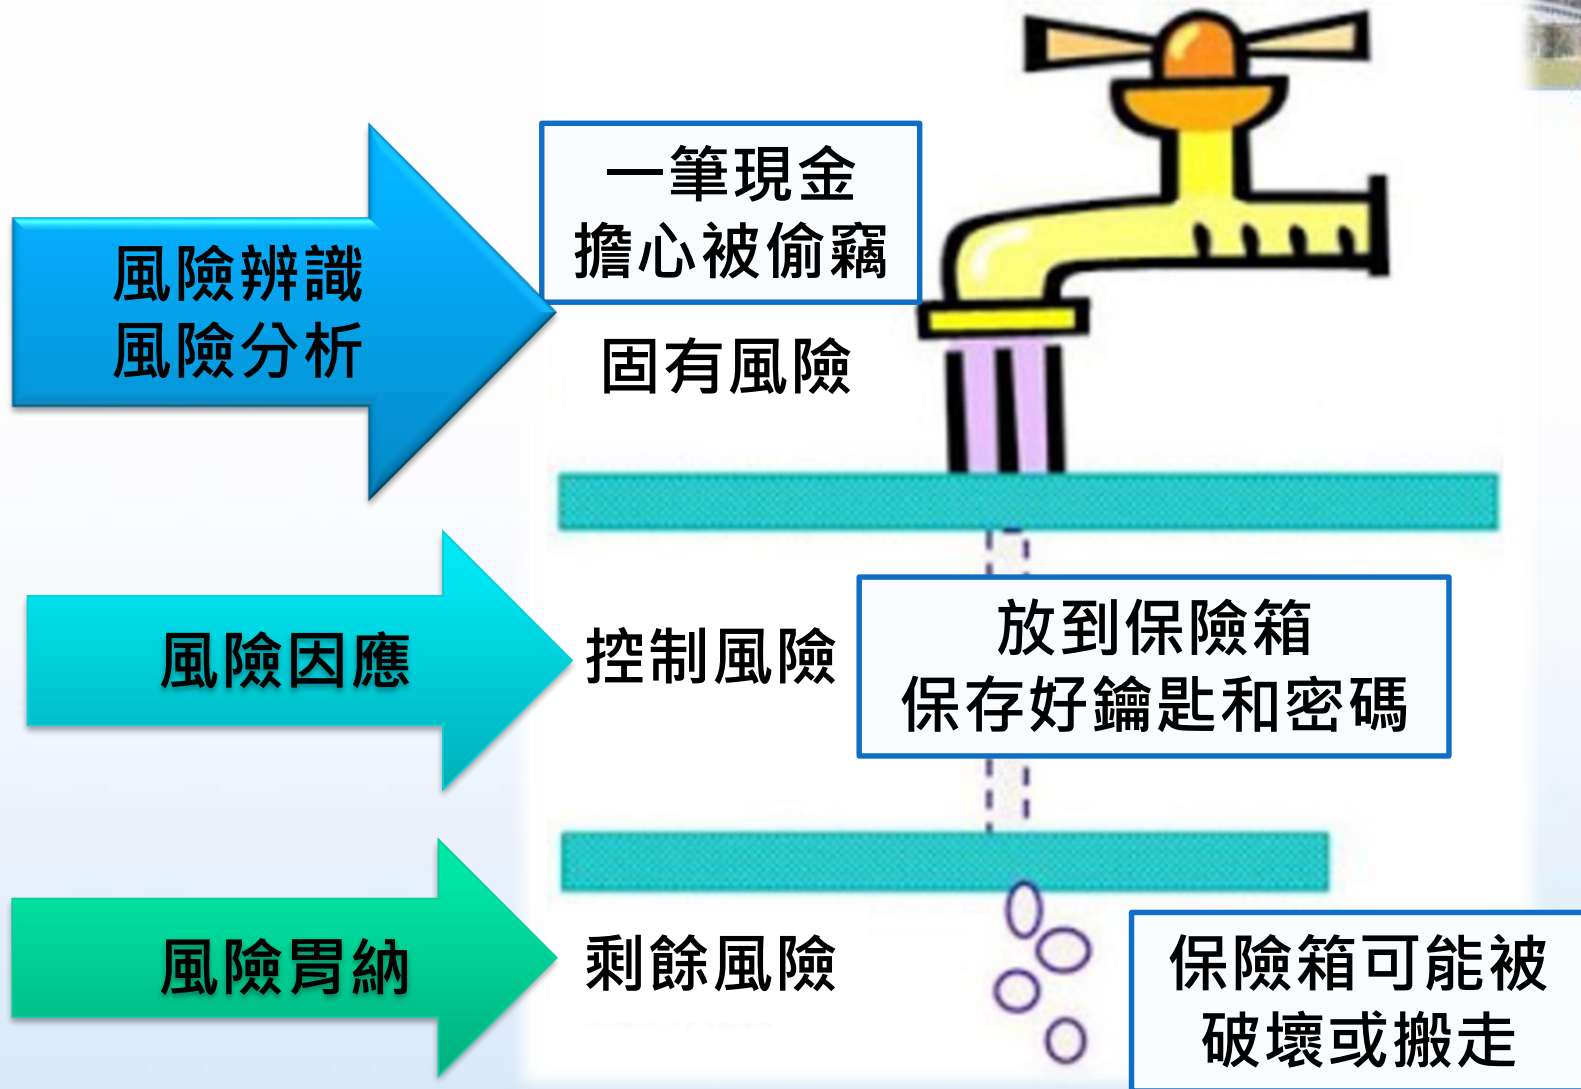 一筆現金
擔心被偷竊
風險辨識
風險分析
固有風險
風險因應
控制風險
放到保險箱
保存好鑰匙和密碼
風險胃納
剩餘風險
保險箱可能被
破壞或搬走